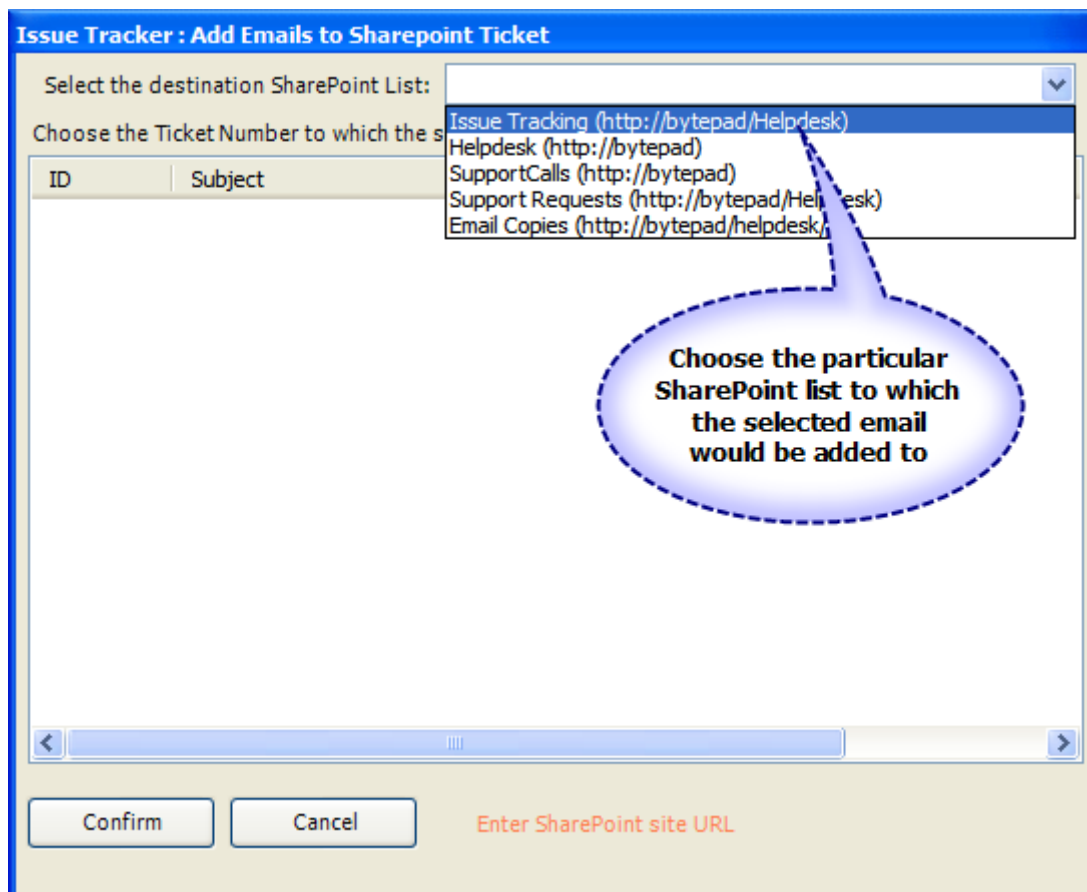 Issue Tracker : Add Emails to Sharepoint Ticket
Select the destination SharePoint List:
Issue Tracking (http://bytepad/Helpdesk)
Choose the Ticket Number to which the s
Helpdesk (http://bytepad)
SupportCalls (http://bytepad)
ID Subject
Support Requests (http://bytepad/Helpdesk)
Email Copies (http://bytepad/helpdesk/
Choose the particular
SharePoint list to which
the selected email
would be added to
Confirm Cancel Enter SharePoint site URL